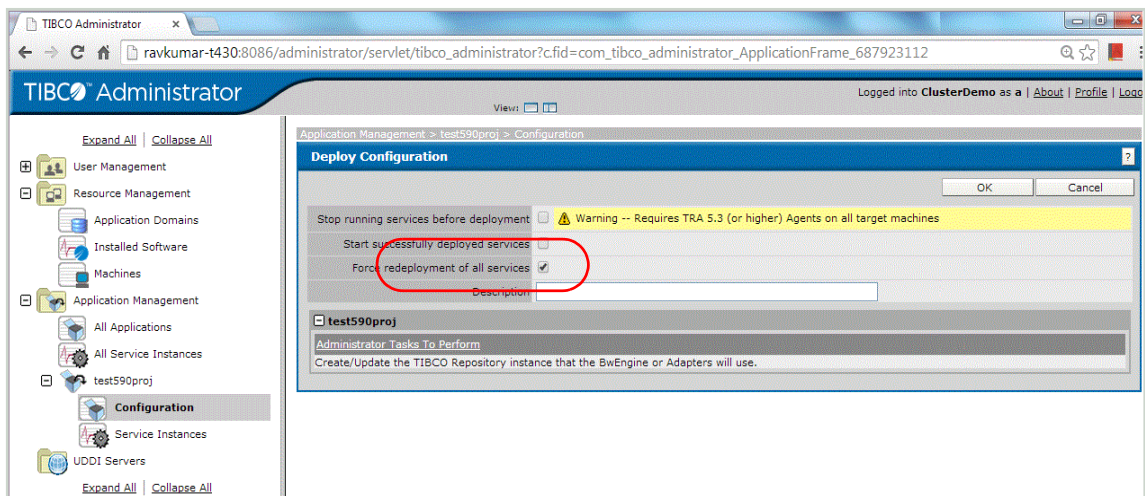 TIBCO Administrator
ravkumar-t430:8086/administrator/servlet/tibco_administrator?c.fid=com_tibco_administrator_ApplicationFrame_687923112
TIBCO Administrator
View:
Logged into ClusterDemo as a | About | Profile | Logo
Expand All | Collapse All
User Management
Resource Management
Application Domains
Installed Software
Machines
Application Management
All Applications
All Service Instances
test590proj
Configuration
Service Instances
UDDI Servers
Expand All | Collapse All
Application Management > test590proj > Configuration
Deploy Configuration
?
OK
Cancel
Stop running services before deployment
Warning -- Requires TRA 5.3 (or higher) Agents on all target machines
Start successfully deployed services
Force redeployment of all services
Description
test590proj
Administrator Tasks To Perform
Create/Update the TIBCO Repository instance that the BwEngine or Adapters will use.